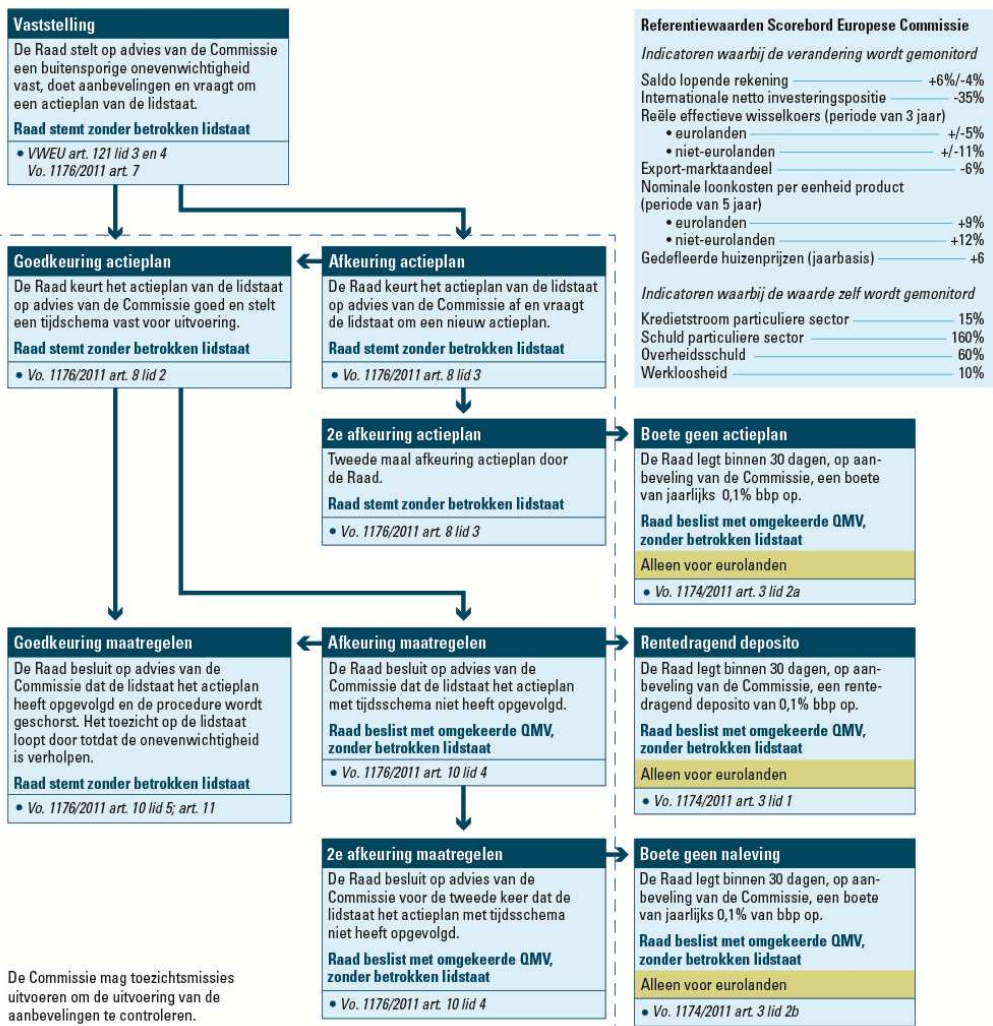 Vaststelling
De Raad stelt op advies van de Commissie
een buitensporige onevenwichtigheid
vast, doet aanbevelingen en vraagt om
een actieplan van de lidstaat.
Raad stemt zonder betrokken lidstaat
• VWEU art. 121 lid 3 en 4
Vo. 1176/2011 art. 7
Referentiewaarden Scorebord Europese Commissie
Indicatoren waarbij de verandering wordt gemonitord
Saldo lopende rekening +6%/-4%
Internationale netto investeringspositie -35%
Reële effectieve wisselkoers (periode van 3 jaar)
• eurolanden +/-5%
• niet-eurolanden +/-11%
Export-marktaandeel -6%
Nominale loonkosten per eenheid product
(periode van 5 jaar)
• eurolanden +9%
• niet-eurolanden +12%
Gedefleerde huizenprijzen (jaarbasis) +6
Indicatoren waarbij de waarde zelf wordt gemonitord
Kredietstroom particuliere sector 15%
Schuld particuliere sector 160%
Overheidsschuld 60%
Werkloosheid 10%
Goedkeuring actieplan
De Raad keurt het actieplan van de lidstaat
op advies van de Commissie goed en stelt
een tijdschema vast voor uitvoering.
Raad stemt zonder betrokken lidstaat
• Vo. 1176/2011 art. 8 lid 2
Afkeuring actieplan
De Raad keurt het actieplan van de lidstaat
op advies van de Commissie af en vraagt
de lidstaat om een nieuw actieplan.
Raad stemt zonder betrokken lidstaat
• Vo. 1176/2011 art. 8 lid 3
2e afkeuring actieplan
Tweede maal afkeuring actieplan door
de Raad.
Raad stemt zonder betrokken lidstaat
• Vo. 1176/2011 art. 8 lid 3
Boete geen actieplan
De Raad legt binnen 30 dagen, op aan-
beveling van de Commissie, een boete
van jaarlijks 0,1% bbp op.
Raad beslist met omgekeerde QMV,
zonder betrokken lidstaat
Alleen voor eurolanden
• Vo. 1174/2011 art. 3 lid 2a
Goedkeuring maatregelen
De Raad besluit op advies van de
Commissie dat de lidstaat het actieplan
heeft opgevolgd en de procedure wordt
geschorst. Het toezicht op de lidstaat
loopt door totdat de onevenwichtigheid
is verholpen.
Raad stemt zonder betrokken lidstaat
• Vo. 1176/2011 art. 10 lid 5; art. 11
Afkeuring maatregelen
De Raad besluit op advies van de
Commissie dat de lidstaat het actieplan
met tijdsschema niet heeft opgevolgd.
Raad beslist met omgekeerde QMV,
zonder betrokken lidstaat
• Vo. 1176/2011 art. 10 lid 4
Rentedragend deposito
De Raad legt binnen 30 dagen, op aan-
beveling van de Commissie, een rente-
dragend deposito van 0,1% bbp op.
Raad beslist met omgekeerde QMV,
zonder betrokken lidstaat
Alleen voor eurolanden
• Vo. 1174/2011 art. 3 lid 1
2e afkeuring maatregelen
De Raad besluit op advies van de
Commissie voor de tweede keer dat de
lidstaat het actieplan met tijdsschema
niet heeft opgevolgd.
Raad beslist met omgekeerde QMV,
zonder betrokken lidstaat
• Vo. 1176/2011 art. 10 lid 4
Boete geen naleving
De Raad legt binnen 30 dagen, op aan-
beveling van de Commissie, een boete
van jaarlijks 0,1% van bbp op.
Raad beslist met omgekeerde QMV,
zonder betrokken lidstaat
Alleen voor eurolanden
• Vo. 1174/2011 art. 3 lid 2b
De Commissie mag toezichtsmissies
uitvoeren om de uitvoering van de
aanbevelingen te controleren.